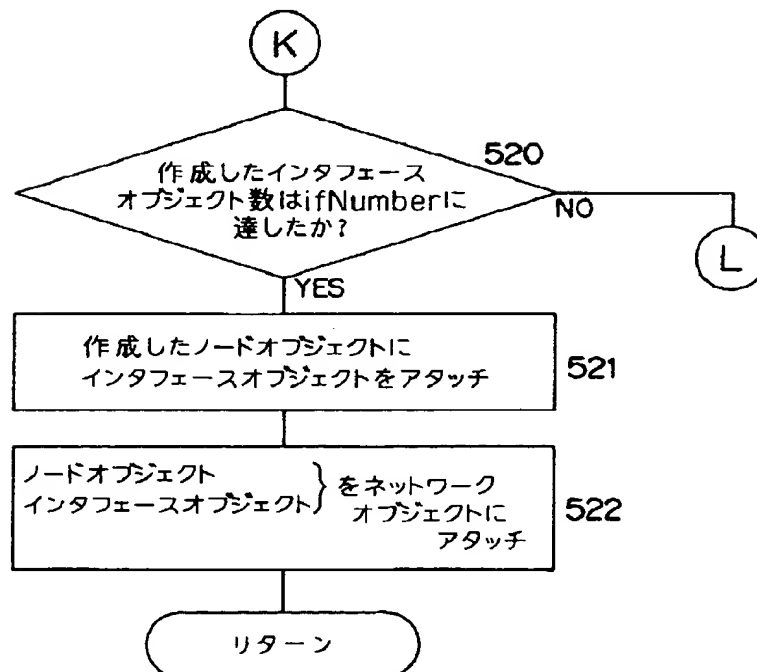 K
作成したインタフェース
オブジェクト数はifNumberに
達したか?
520
NO
L
YES
作成したノードオブジェクトに
インタフェースオブジェクトをアタッチ
521
ノードオブジェクト
インタフェースオブジェクト
をネットワーク
オブジェクトに
アタッチ
522
リターン